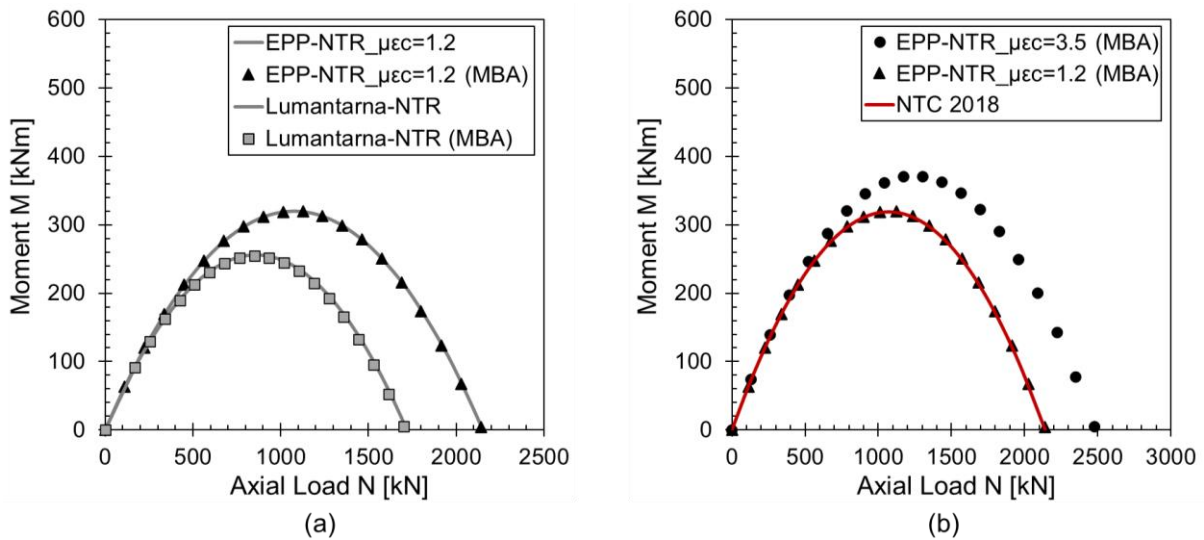 600
500
400
300
200
100
0
Moment M [kNm]
EPP-NTR_μεc=1.2
EPP-NTR_μεc=1.2 (MBA)
Lumantarna-NTR
Lumantarna-NTR (MBA)
0 500 1000 1500 2000 2500
Axial Load N [kN]
(a)
600
500
400
300
200
100
0
Moment M [kNm]
EPP-NTR_μεc=3.5 (MBA)
EPP-NTR_μεc=1.2 (MBA)
NTC 2018
0 500 1000 1500 2000 2500 3000
Axial Load N [kN]
(b)